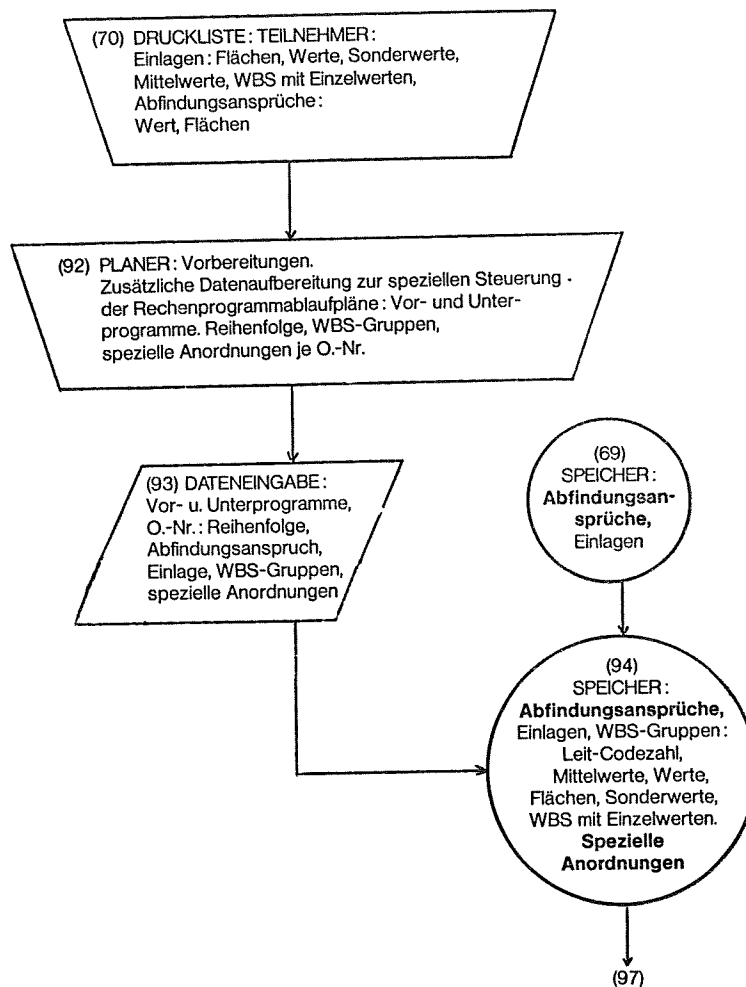 (70) DRUCKLISTE: TEILNEHMER:
Einlagen: Flächen, Werte, Sonderwerte,
Mittelwerte, WBS mit Einzelwerten,
Abfindungsansprüche:
Wert, Flächen
(92) PLANER: Vorbereitungen.
Zusätzliche Datenaufbereitung zur speziellen Steuerung
der Rechenprogrammablaufpläne: Vor- und Unter-
programme. Reihenfolge, WBS-Gruppen,
spezielle Anordnungen je O.-Nr.
(93) DATENEINGABE:
Vor- u. Unterprogramme,
O.-Nr.: Reihenfolge,
Abfindungsanspruch,
Einlage, WBS-Gruppen,
spezielle Anordnungen
(69)
SPEICHER:
Abfindungsan-
sprüche,
Einlagen
(94)
SPEICHER:
Abfindungsansprüche,
Einlagen, WBS-Gruppen:
Leit-Codezahl,
Mittelwerte, Werte,
Flächen, Sonderwerte,
WBS mit Einzelwerten.
Spezielle
Anordnungen
(97)